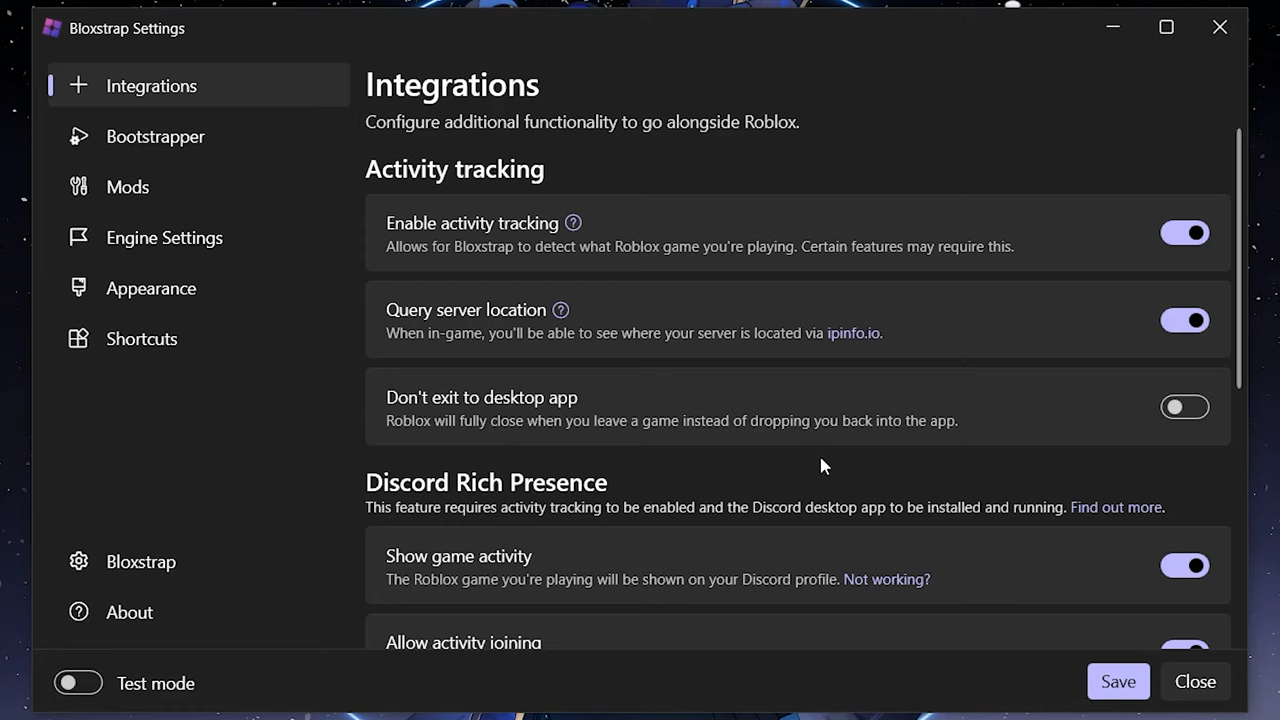 Bloxstrap Settings
Integrations
Bootstrapper
Mods
Engine Settings
Appearance
Shortcuts
Bloxstrap
About
Test mode
Integrations
Configure additional functionality to go alongside Roblox.
Activity tracking
Enable activity tracking
Allows for Bloxstrap to detect what Roblox game you're playing. Certain features may require this.
Query server location
When in-game, you'll be able to see where your server is located via ipinfo.io.
Don't exit to desktop app
Roblox will fully close when you leave a game instead of dropping you back into the app.
Discord Rich Presence
This feature requires activity tracking to be enabled and the Discord desktop app to be installed and running. Find out more.
Show game activity
The Roblox game you're playing will be shown on your Discord profile. Not working?
Allow activity joining
Save
Close